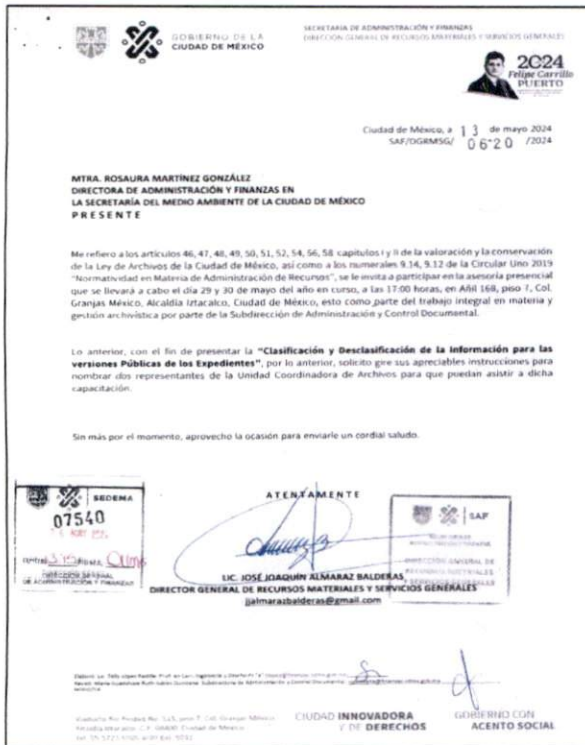 GOBIERNO DE LA
CIUDAD DE MÉXICO
SECRETARÍA DE ADMINISTRACIÓN Y FINANZAS
DIRECCIÓN GENERAL DE RECURSOS MATERIALES Y SERVICIOS GENERALES
2024
Felipe Carrillo
PUERTO
Ciudad de México, a 13 de mayo 2024
SAF/DGRMSG/ 0620 /2024
MTRA. ROSAURA MARTÍNEZ GONZÁLEZ
DIRECTORA DE ADMINISTRACIÓN Y FINANZAS EN
LA SECRETARÍA DEL MEDIO AMBIENTE DE LA CIUDAD DE MÉXICO
P R E S E N T E
Me refiero a los artículos 46, 47, 48, 49, 50, 51, 52, 54, 56, 58 capítulos I y II de la valoración y la conservación
de la Ley de Archivos de la Ciudad de México, así como a los numerales 9.14, 9.12 de la Circular Uno 2019
"Normatividad en Materia de Administración de Recursos", se le invita a participar en la asesoría presencial
que se llevará a cabo el día 29 y 30 de mayo del año en curso, a las 17:00 horas, en Añil 168, piso 7, Col.
Granjas México, Alcaldía Iztacalco, Ciudad de México, esto como parte del trabajo integral en materia y
gestión archivística por parte de la Subdirección de Administración y Control Documental.
Lo anterior, con el fin de presentar la "Clasificación y Desclasificación de la Información para las
versiones Públicas de los Expedientes", por lo anterior, solicito gire sus apreciables instrucciones para
nombrar dos representantes de la Unidad Coordinadora de Archivos para que puedan asistir a dicha
capacitación.
Sin más por el momento, aprovecho la ocasión para enviarle un cordial saludo.
SEDEMA
07540
DIRECCIÓN GENERAL
DE ADMINISTRACIÓN Y FINANZAS
A T E N T A M E N T E
SAF
DIRECCIÓN GENERAL DE
RECURSOS MATERIALES
Y SERVICIOS GENERALES
LIC. JOSÉ JOAQUÍN ALMARAZ BALDERAS
DIRECTOR GENERAL DE RECURSOS MATERIALES Y SERVICIOS GENERALES
jjalmarazbalderas@gmail.com
CIUDAD INNOVADORA
Y DE DERECHOS
GOBIERNO CON
ACENTO SOCIAL